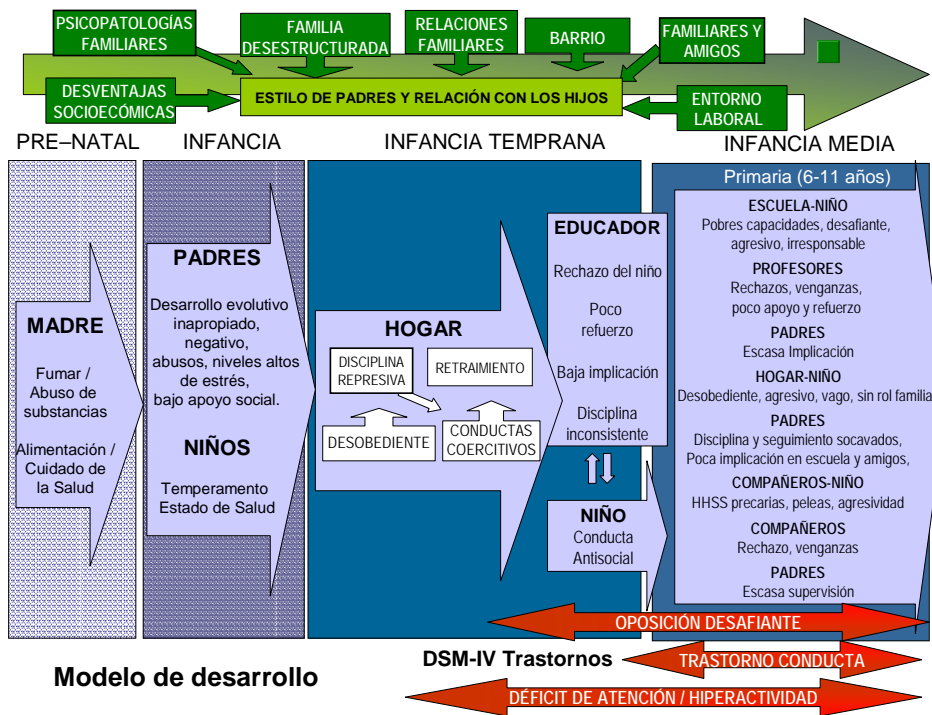 PSICOPATOLOGÍAS
FAMILIARES
FAMILIA
DESESTRUCTURADA
RELACIONES
FAMILIARES
BARRIO
FAMILIARES Y
AMIGOS
DESVENTAJAS
SOCIOECÓMICAS
ESTILO DE PADRES Y RELACIÓN CON LOS HIJOS
ENTORNO
LABORAL
PRE–NATAL
INFANCIA
INFANCIA TEMPRANA
INFANCIA MEDIA
MADRE
Fumar /
Abuso de
substancias
Alimentación /
Cuidado de
la Salud
PADRES
Desarrollo evolutivo
inapropiado,
negativo,
abusos, niveles altos
de estrés,
bajo apoyo social.
NIÑOS
Temperamento
Estado de Salud
HOGAR
DISCIPLINA
REPRESIVA
RETRAIMIENTO
DESOBEDIENTE
CONDUCTAS
COERCITIVOS
EDUCADOR
Rechazo del niño
Poco
refuerzo
Baja implicación
Disciplina
inconsistente
NIÑO
Conducta
Antisocial
Primaria (6-11 años)
ESCUELA-NIÑO
Pobres capacidades, desafiante,
agresivo, irresponsable
PROFESORES
Rechazos, venganzas,
poco apoyo y refuerzo
PADRES
Escasa Implicación
HOGAR-NIÑO
Desobediente, agresivo, vago, sin rol familia
PADRES
Disciplina y seguimiento socavados,
Poca implicación en escuela y amigos,
COMPAÑEROS-NIÑO
HHSS precarias, peleas, agresividad
COMPAÑEROS
Rechazo, venganzas
PADRES
Escasa supervisión
OPOSICIÓN DESAFIANTE
DSM-IV Trastornos
TRASTORNO CONDUCTA
Modelo de desarrollo
DÉFICIT DE ATENCIÓN / HIPERACTIVIDAD